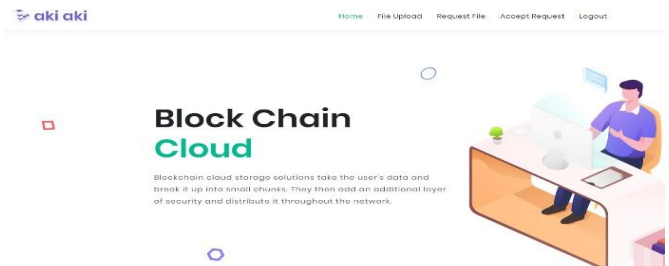 aki aki
Home File Upload Request File Accept Request Logout
Block Chain
Cloud
Blockchain cloud storage solutions take the user's data and
break it up into small chunks. They then add an additional layer
of security and distribute it throughout the network.